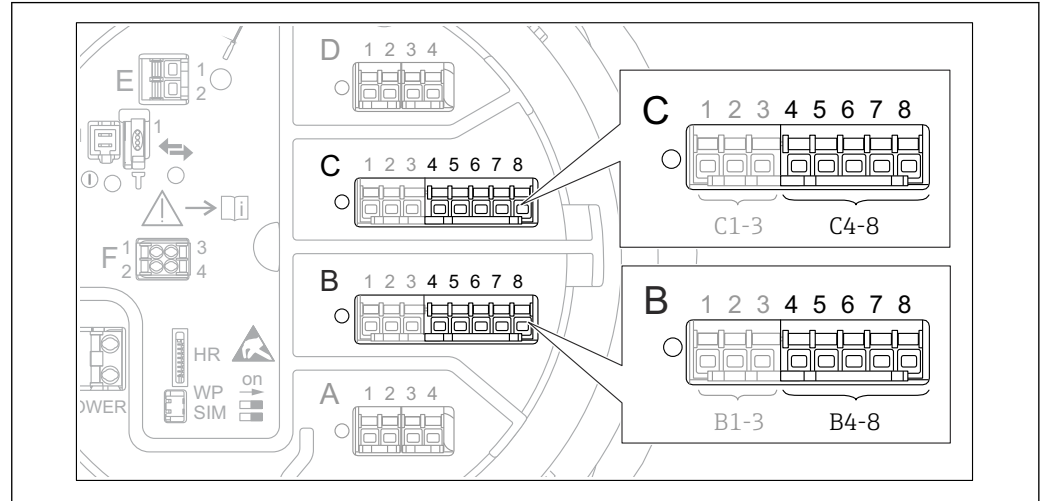 D 1 2 3 4
E 1
2
1
C 1 2 3 4 5 6 7 8
C 1 2 3 4 5 6 7 8
C1-3 C4-8
i
F 1 3
2 4
B 1 2 3 4 5 6 7 8
B 1 2 3 4 5 6 7 8
B1-3 B4-8
HR
WP on
SIM
OWER
A 1 2 3 4